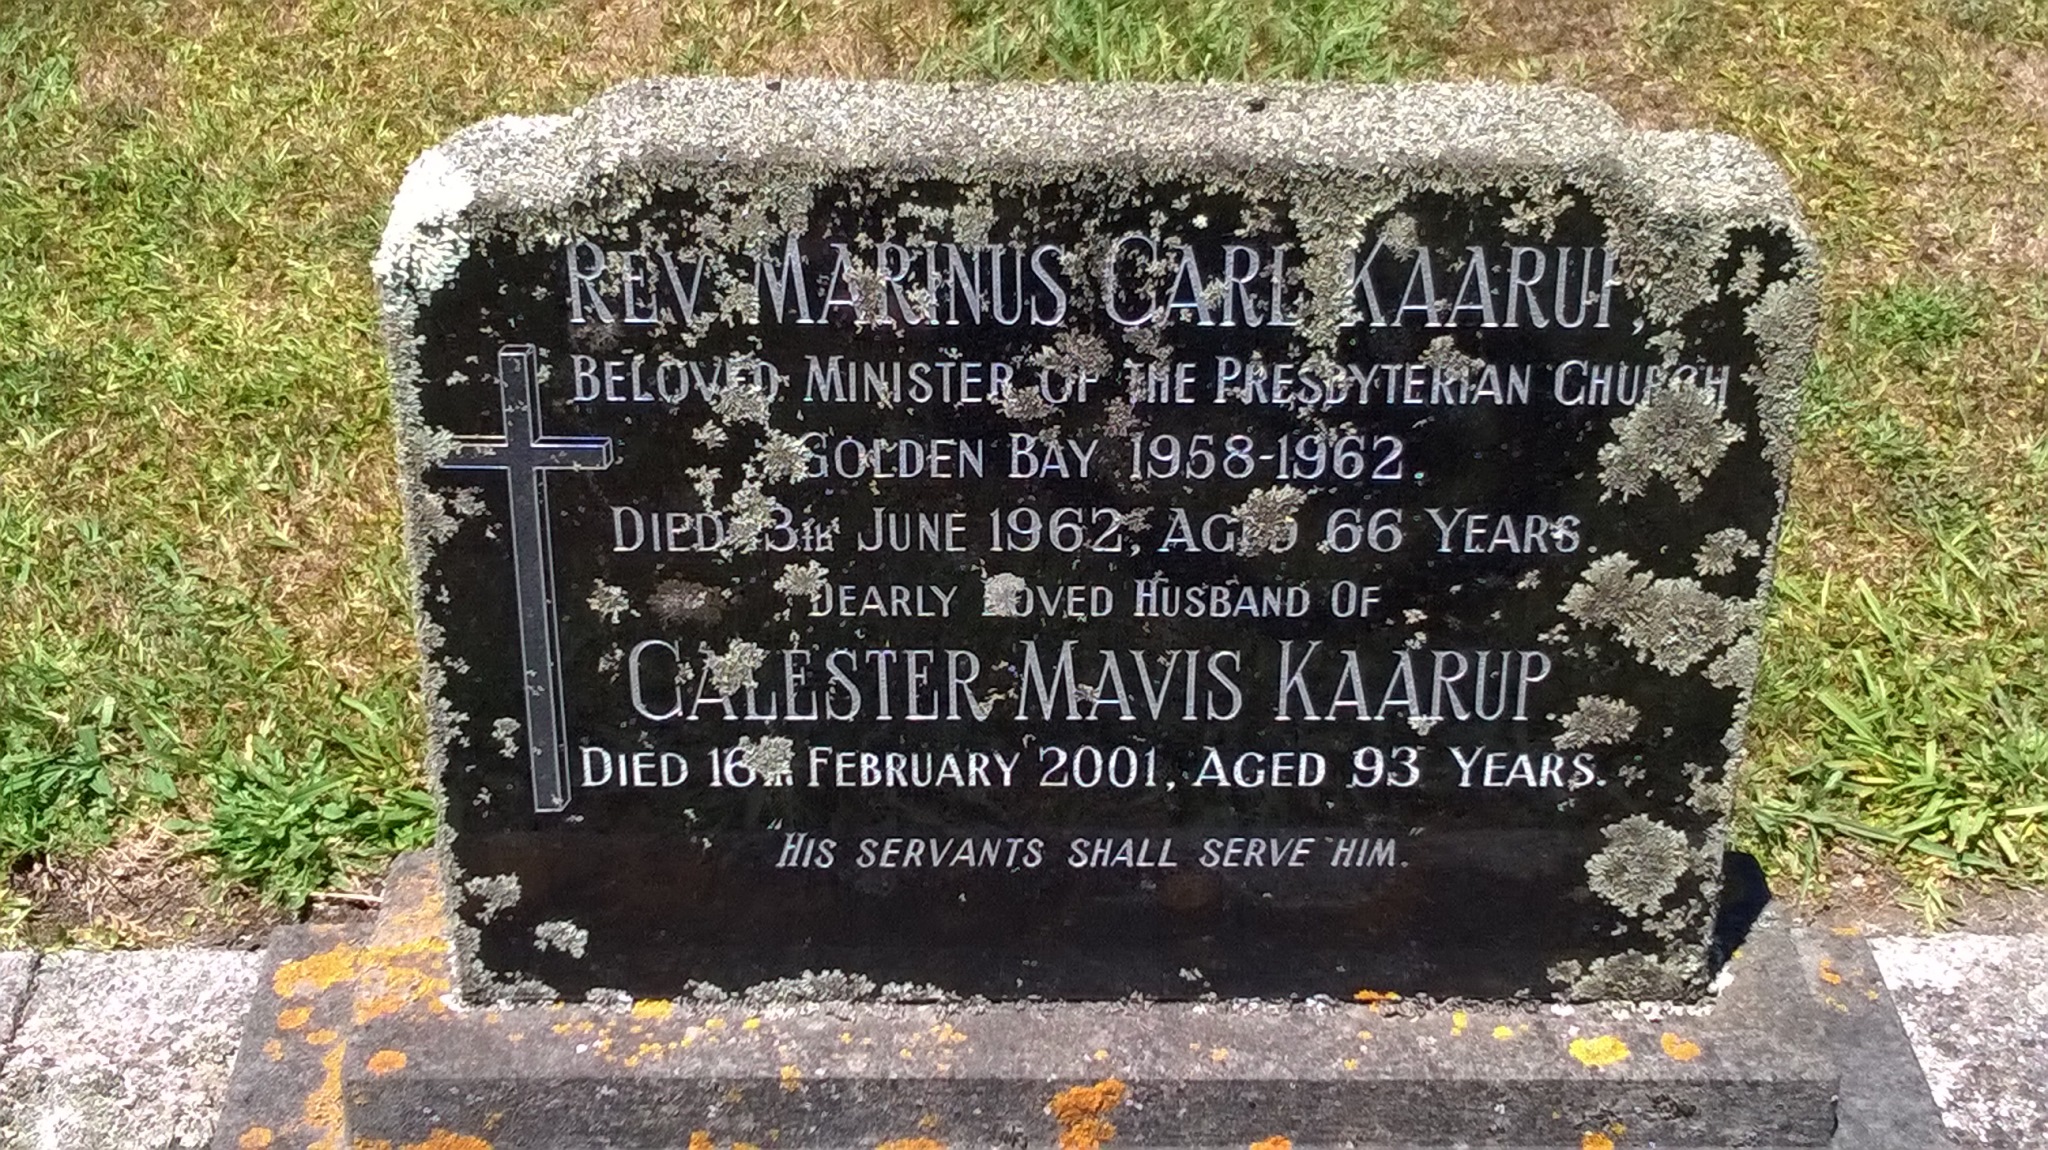 REV. MARINUS CARL KAARUP,
BELOVED MINISTER OF THE PRESBYTERIAN CHURCH
GOLDEN BAY 1958-1962.
DIED JUNE 1962, AGED 66 YEARS.
DEARLY LOVED HUSBAND OF
CALESTER MAVIS KAARUP.
DIED 16TH FEBRUARY 2001, AGED 93 YEARS.
HIS SERVANTS SHALL SERVE HIM.